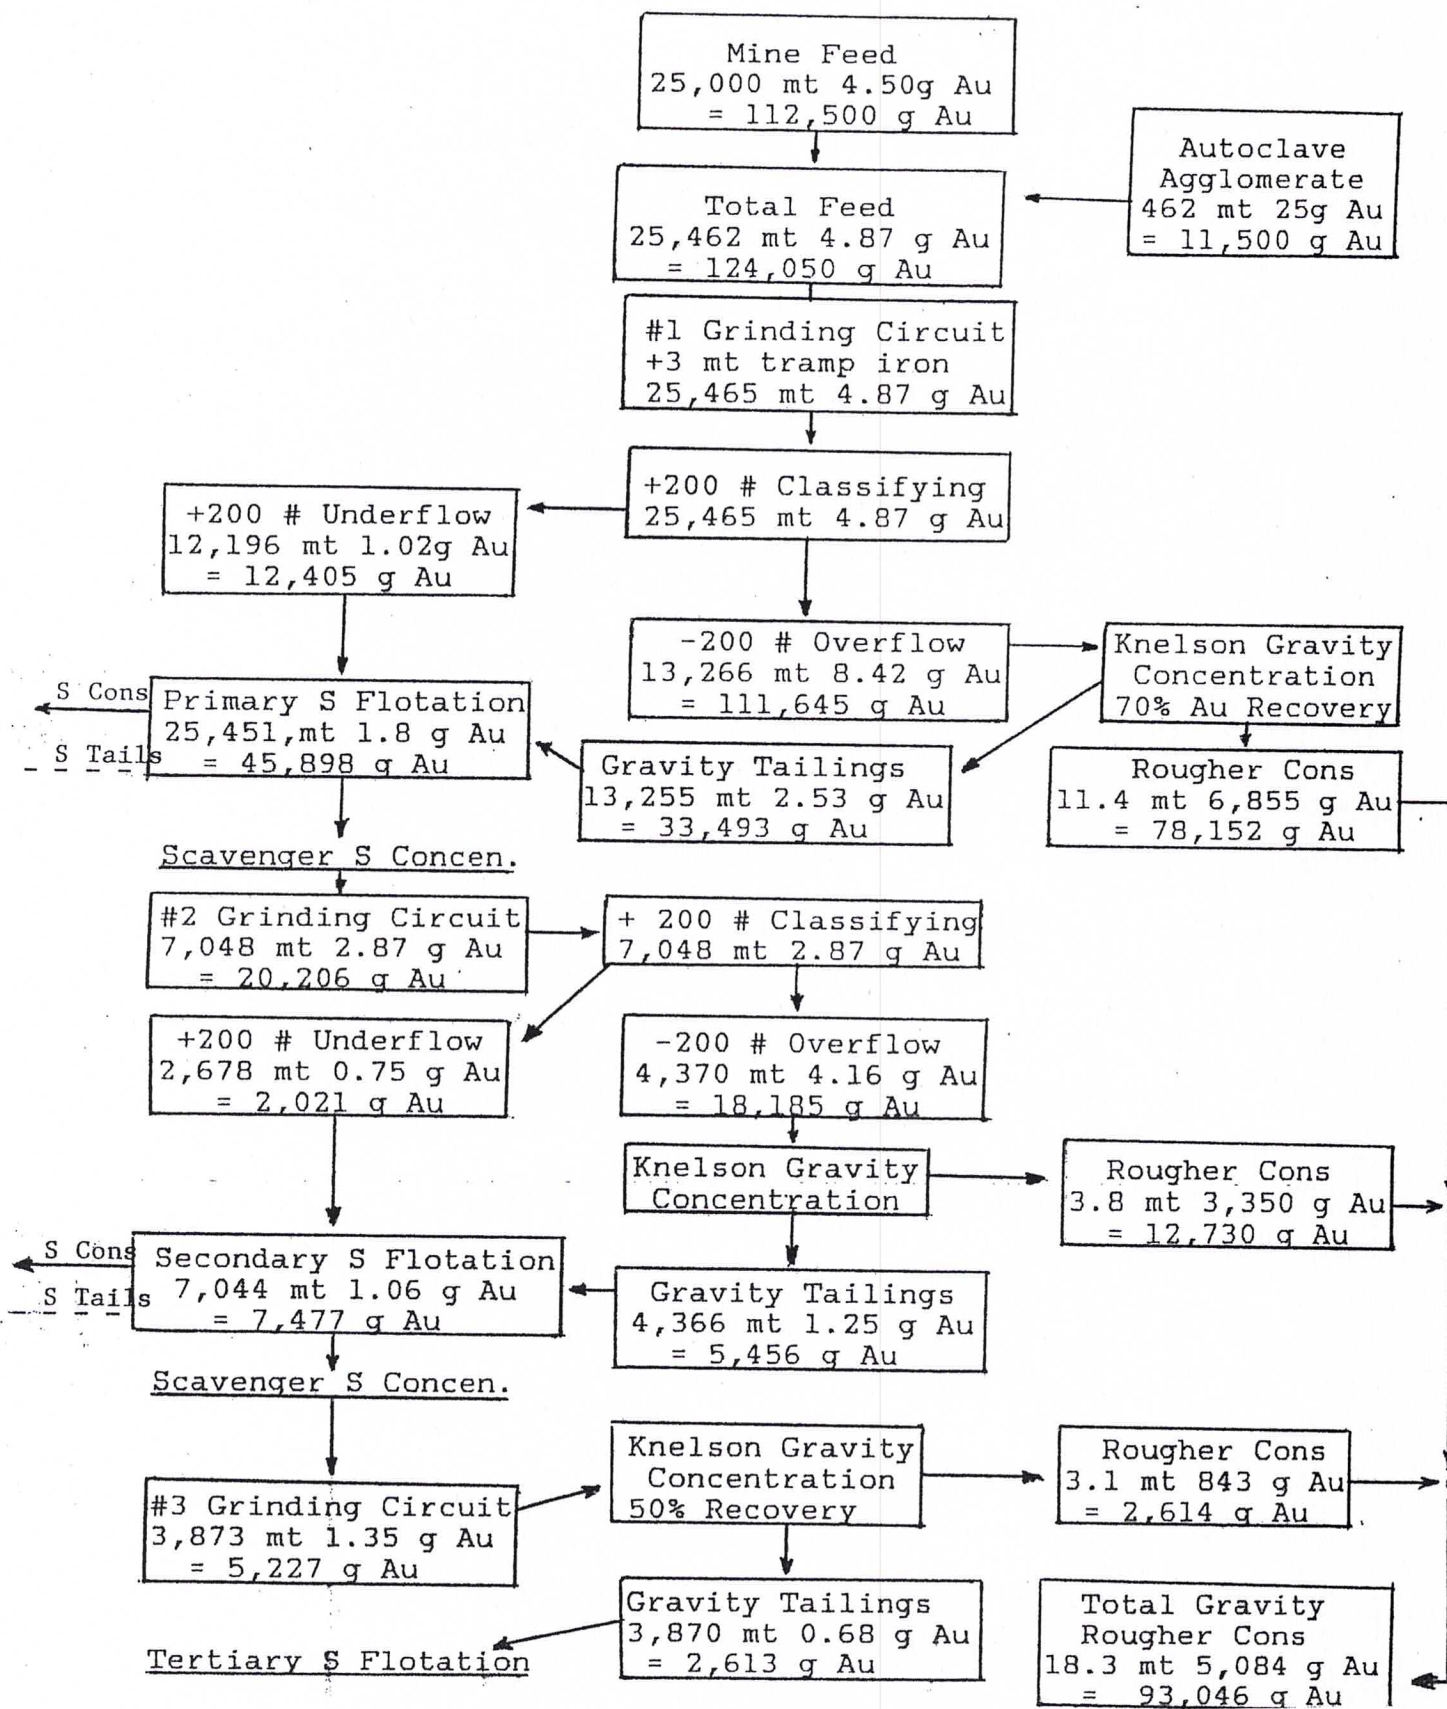 Mine Feed
25,000 mt 4.50g Au
= 112,500 g Au
Autoclave
Agglomerate
462 mt 25g Au
= 11,500 g Au
Total Feed
25,462 mt 4.87 g Au
= 124,050 g Au
#1 Grinding Circuit
+3 mt tramp iron
25,465 mt 4.87 g Au
+200 # Classifying
25,465 mt 4.87 g Au
+200 # Underflow
12,196 mt 1.02g Au
= 12,405 g Au
-200 # Overflow
13,266 mt 8.42 g Au
= 111,645 g Au
Knelson Gravity
Concentration
70% Au Recovery
S Cons
S Tails
Primary S Flotation
25,451,mt 1.8 g Au
= 45,898 g Au
Gravity Tailings
13,255 mt 2.53 g Au
= 33,493 g Au
Rougher Cons
11.4 mt 6,855 g Au
= 78,152 g Au
Scavenger S Concen.
#2 Grinding Circuit
7,048 mt 2.87 g Au
= 20,206 g Au
+ 200 # Classifying
7,048 mt 2.87 g Au
+200 # Underflow
2,678 mt 0.75 g Au
= 2,021 g Au
-200 # Overflow
4,370 mt 4.16 g Au
= 18,185 g Au
Knelson Gravity
Concentration
Rougher Cons
3.8 mt 3,350 g Au
= 12,730 g Au
S Cons
S Tails
Secondary S Flotation
7,044 mt 1.06 g Au
= 7,477 g Au
Gravity Tailings
4,366 mt 1.25 g Au
= 5,456 g Au
Scavenger S Concen.
#3 Grinding Circuit
3,873 mt 1.35 g Au
= 5,227 g Au
Knelson Gravity
Concentration
50% Recovery
Rougher Cons
3.1 mt 843 g Au
= 2,614 g Au
Gravity Tailings
3,870 mt 0.68 g Au
= 2,613 g Au
Tertiary S Flotation
Total Gravity
Rougher Cons
18.3 mt 5,084 g Au
= 93,046 g Au